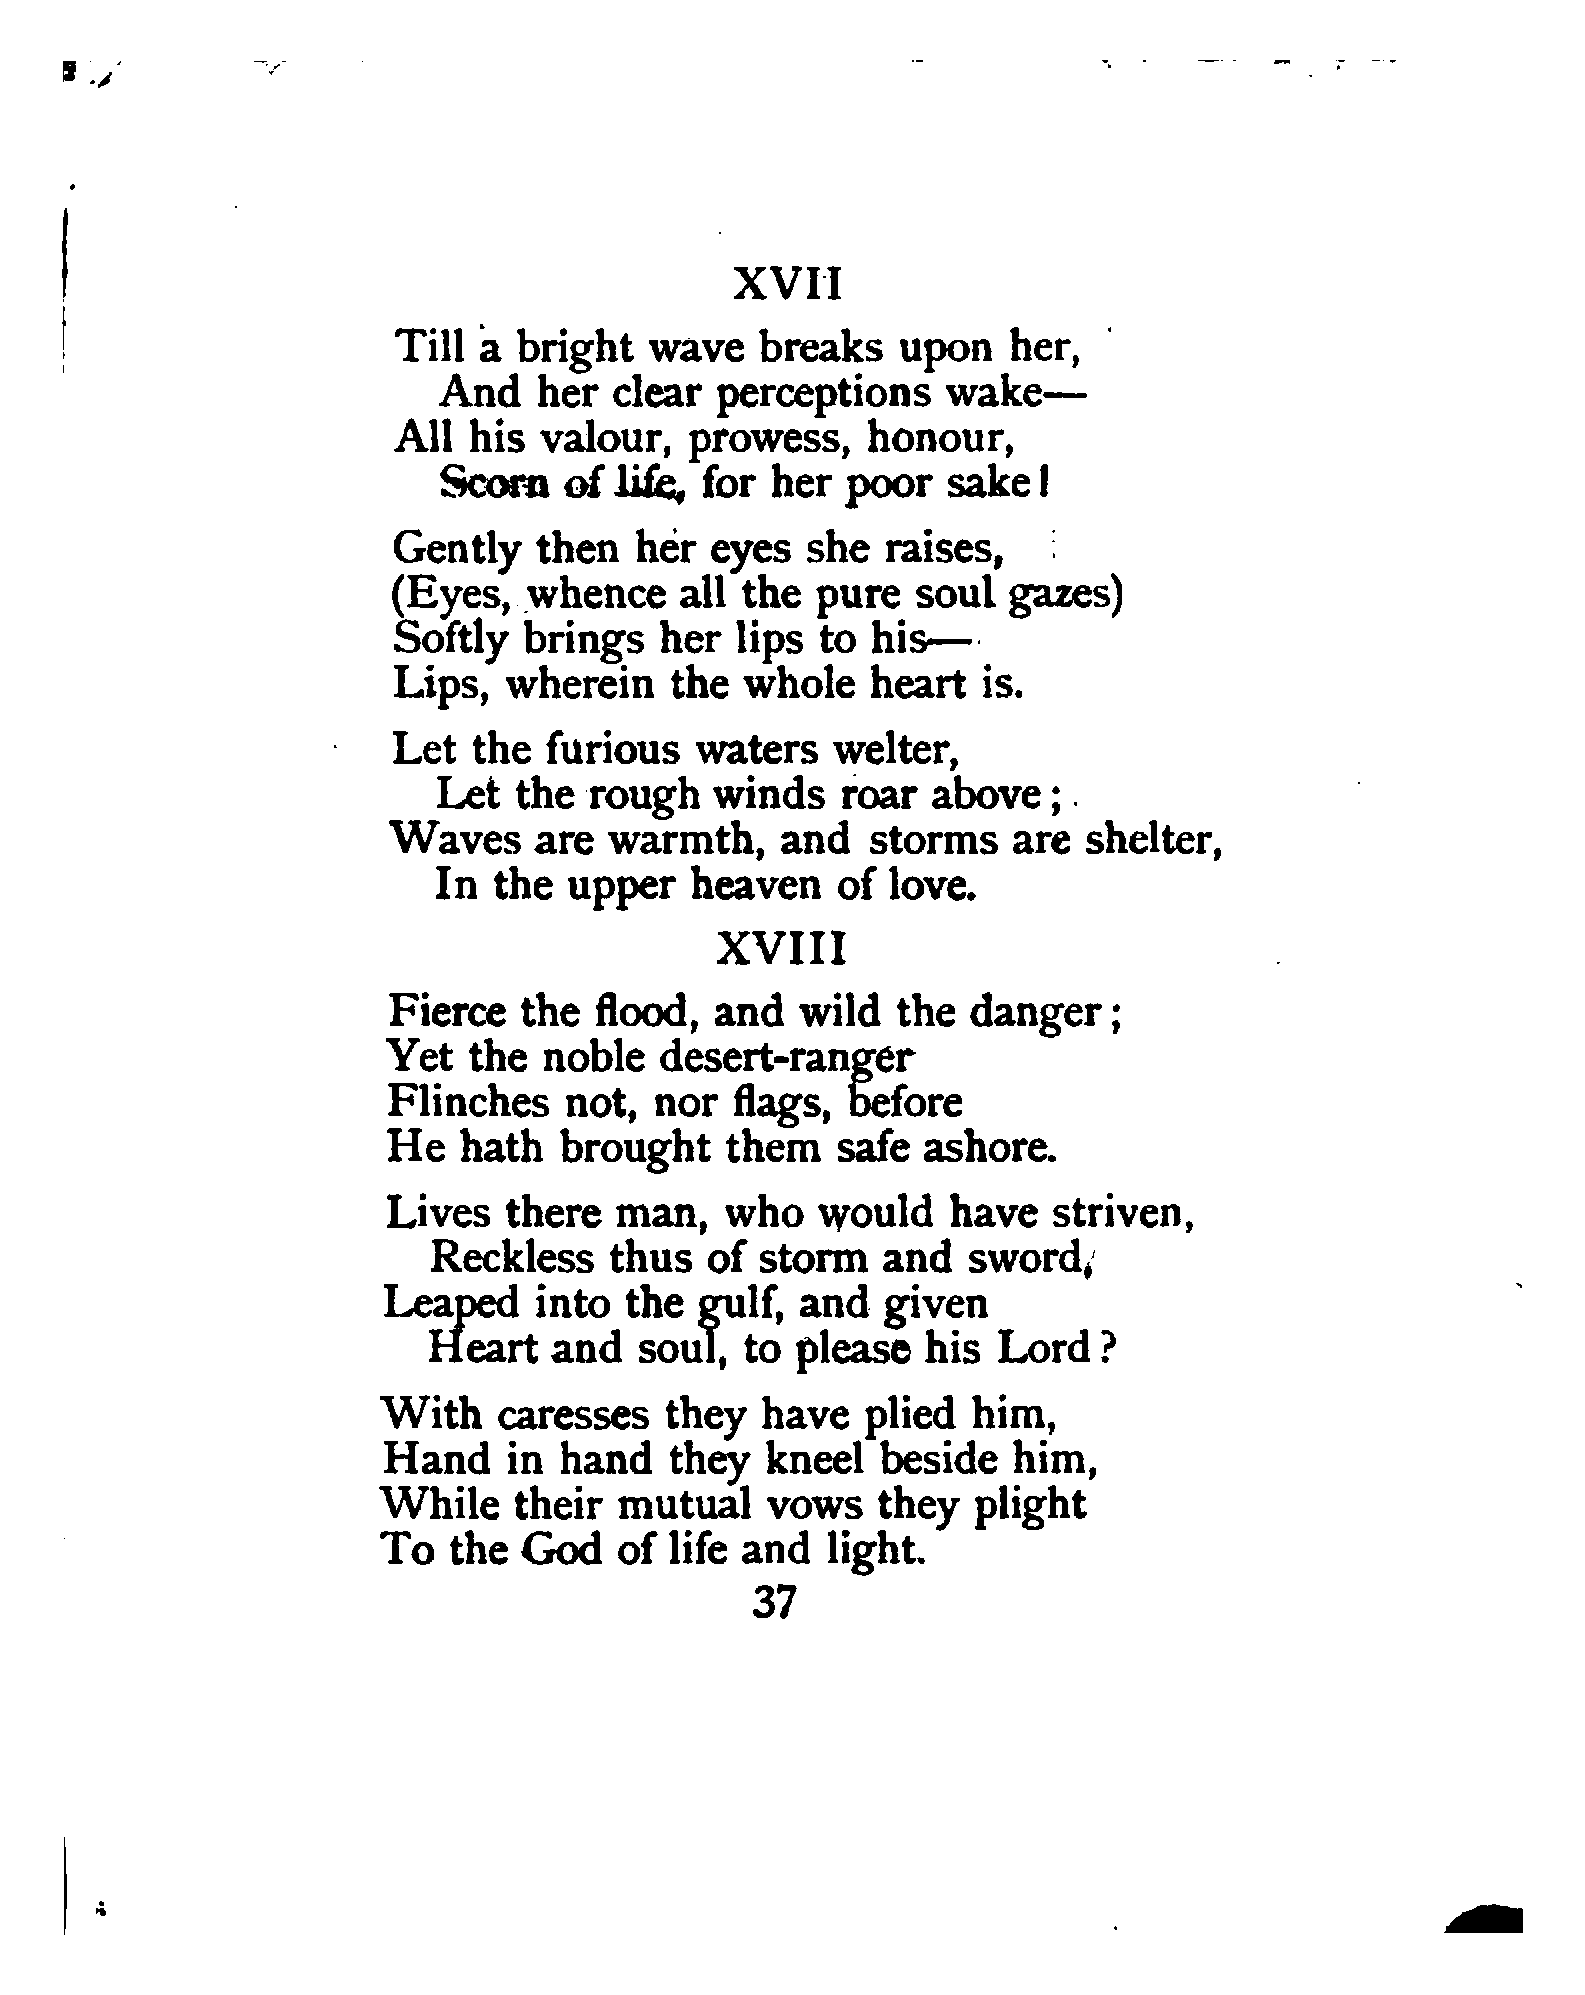 XVII
Till a bright wave breaks upon her,
And her clear perceptions wake—
All his valour, prowess, honour,
Scorn of life, for her poor sake!
Gently then her eyes she raises,
(Eyes, whence all the pure soul gazes)
Softly brings her lips to his—
Lips, wherein the whole heart is.
Let the furious waters welter,
Let the rough winds roar above;
Waves are warmth, and storms are shelter,
In the upper heaven of love.
XVIII
Fierce the flood, and wild the danger;
Yet the noble desert-ranger
Flinches not, nor flags, before
He hath brought them safe ashore.
Lives there man, who would have striven,
Reckless thus of storm and sword,
Leaped into the gulf, and given
Heart and soul, to please his Lord?
With caresses they have plied him,
Hand in hand they kneel beside him,
While their mutual vows they plight
To the God of life and light.
37